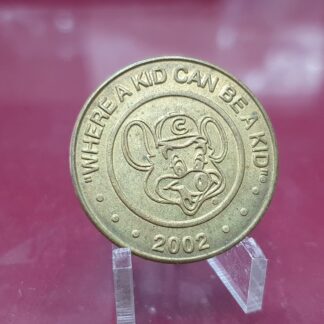 "WHERE A KID CAN BE A KID"
C
2002